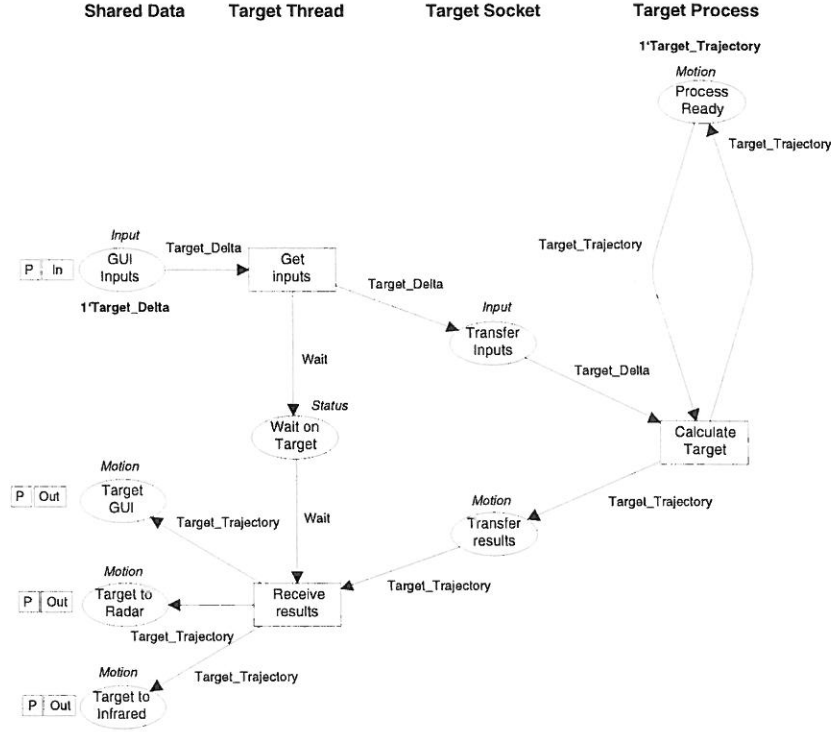 Shared Data Target Thread Target Socket Target Process
1'Target_Trajectory
Motion
Process
Ready
Target_Trajectory
Input
Target_Delta
Target_Trajectory
P In
GUI
Inputs
Get
inputs
Target_Delta
1'Target_Delta
Input
Transfer
Inputs
Wait
Target_Delta
Status
Wait on
Target
Calculate
Target
Motion
P Out
Target
GUI
Target_Trajectory
Wait
Motion
Transfer
results
Target_Trajectory
Motion
P Out
Target to
Radar
Receive
results
Target_Trajectory
Target_Trajectory
Motion
Target_Trajectory
P Out
Target to
Infrared